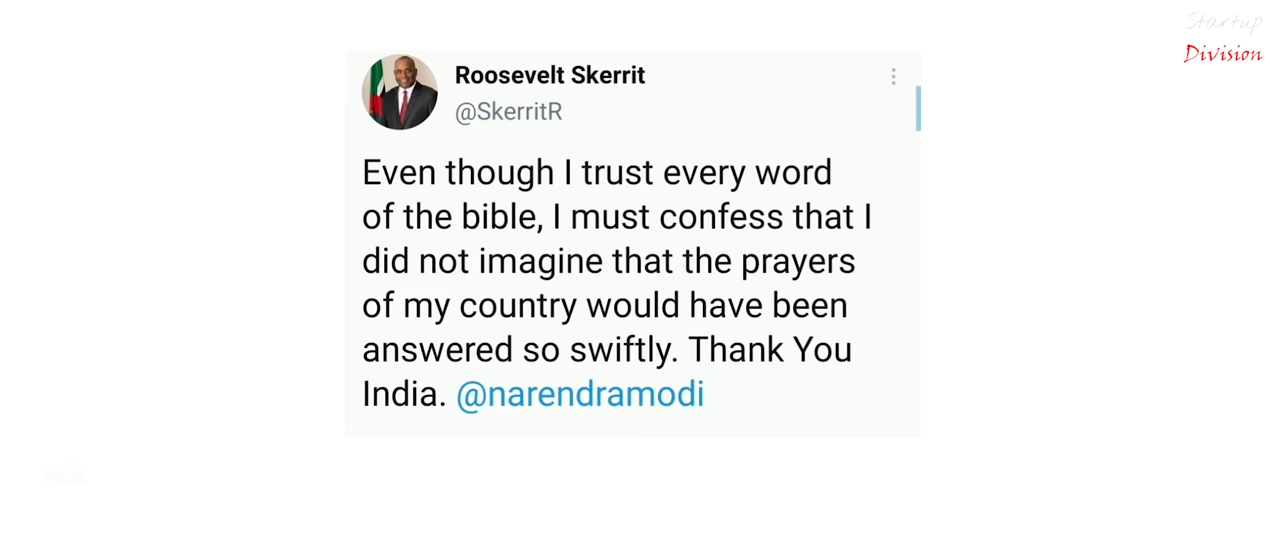 Startup
Division
Roosevelt Skerrit
@SkerritR
Even though I trust every word
of the bible, I must confess that I
did not imagine that the prayers
of my country would have been
answered so swiftly. Thank You
India. @narendramodi